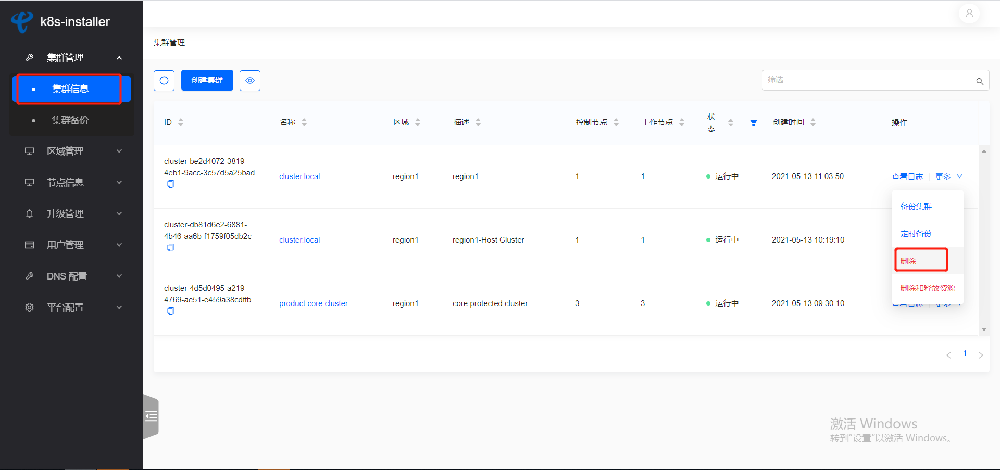 k8s-installer
集群管理
集群信息
集群备份
区域管理
节点信息
升级管理
用户管理
DNS 配置
平台配置
集群管理
创建集群
筛选
ID 名称 区域 描述 控制节点 工作节点 状态 创建时间 操作
cluster-be2d4072-3819-
4eb1-9acc-3c57d5a25bad
cluster.local region1 region1 1 1 运行中 2021-05-13 11:03:50 查看日志 更多
备份集群
定时备份
删除
删除和释放资源
cluster-db81d6e2-6881-
4b46-aa6b-f1759f05db2c
cluster.local region1 region1-Host Cluster 1 1 运行中 2021-05-13 10:19:10
cluster-4d5d0495-a219-
4769-ae51-e459a38cdffb
product.core.cluster region1 core protected cluster 3 3 运行中 2021-05-13 09:30:10 查看日志 更多
1
激活 Windows
转到"设置"以激活 Windows。